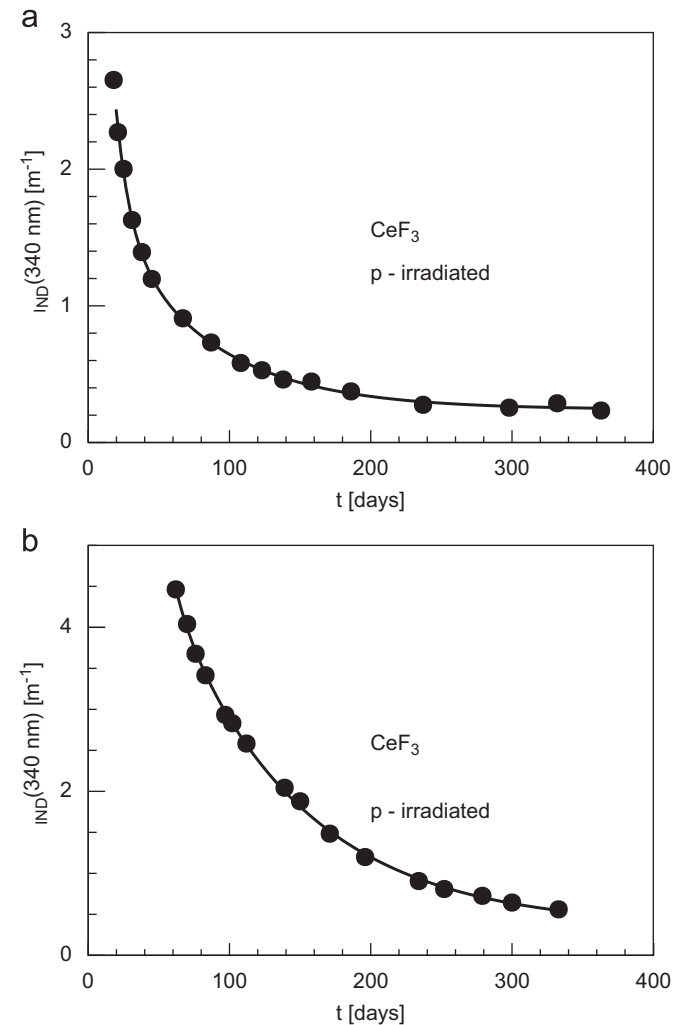 a
3
2
1
0
IND(340 nm) [m-1]
CeF3
p - irradiated
0 100 200 300 400
t [days]
b
4
2
0
IND(340 nm) [m-1]
CeF3
p - irradiated
0 100 200 300 400
t [days]